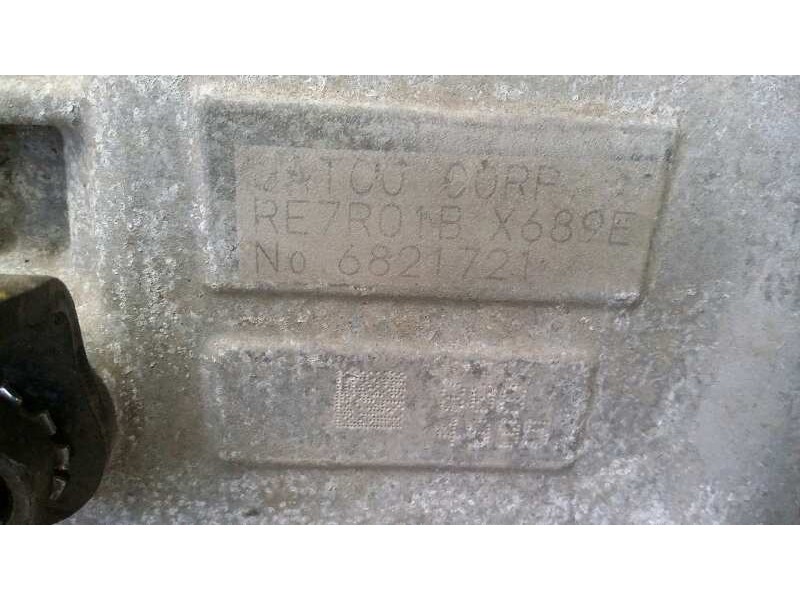 JATCO CORP.
RE7R01B X689E
No 6821721